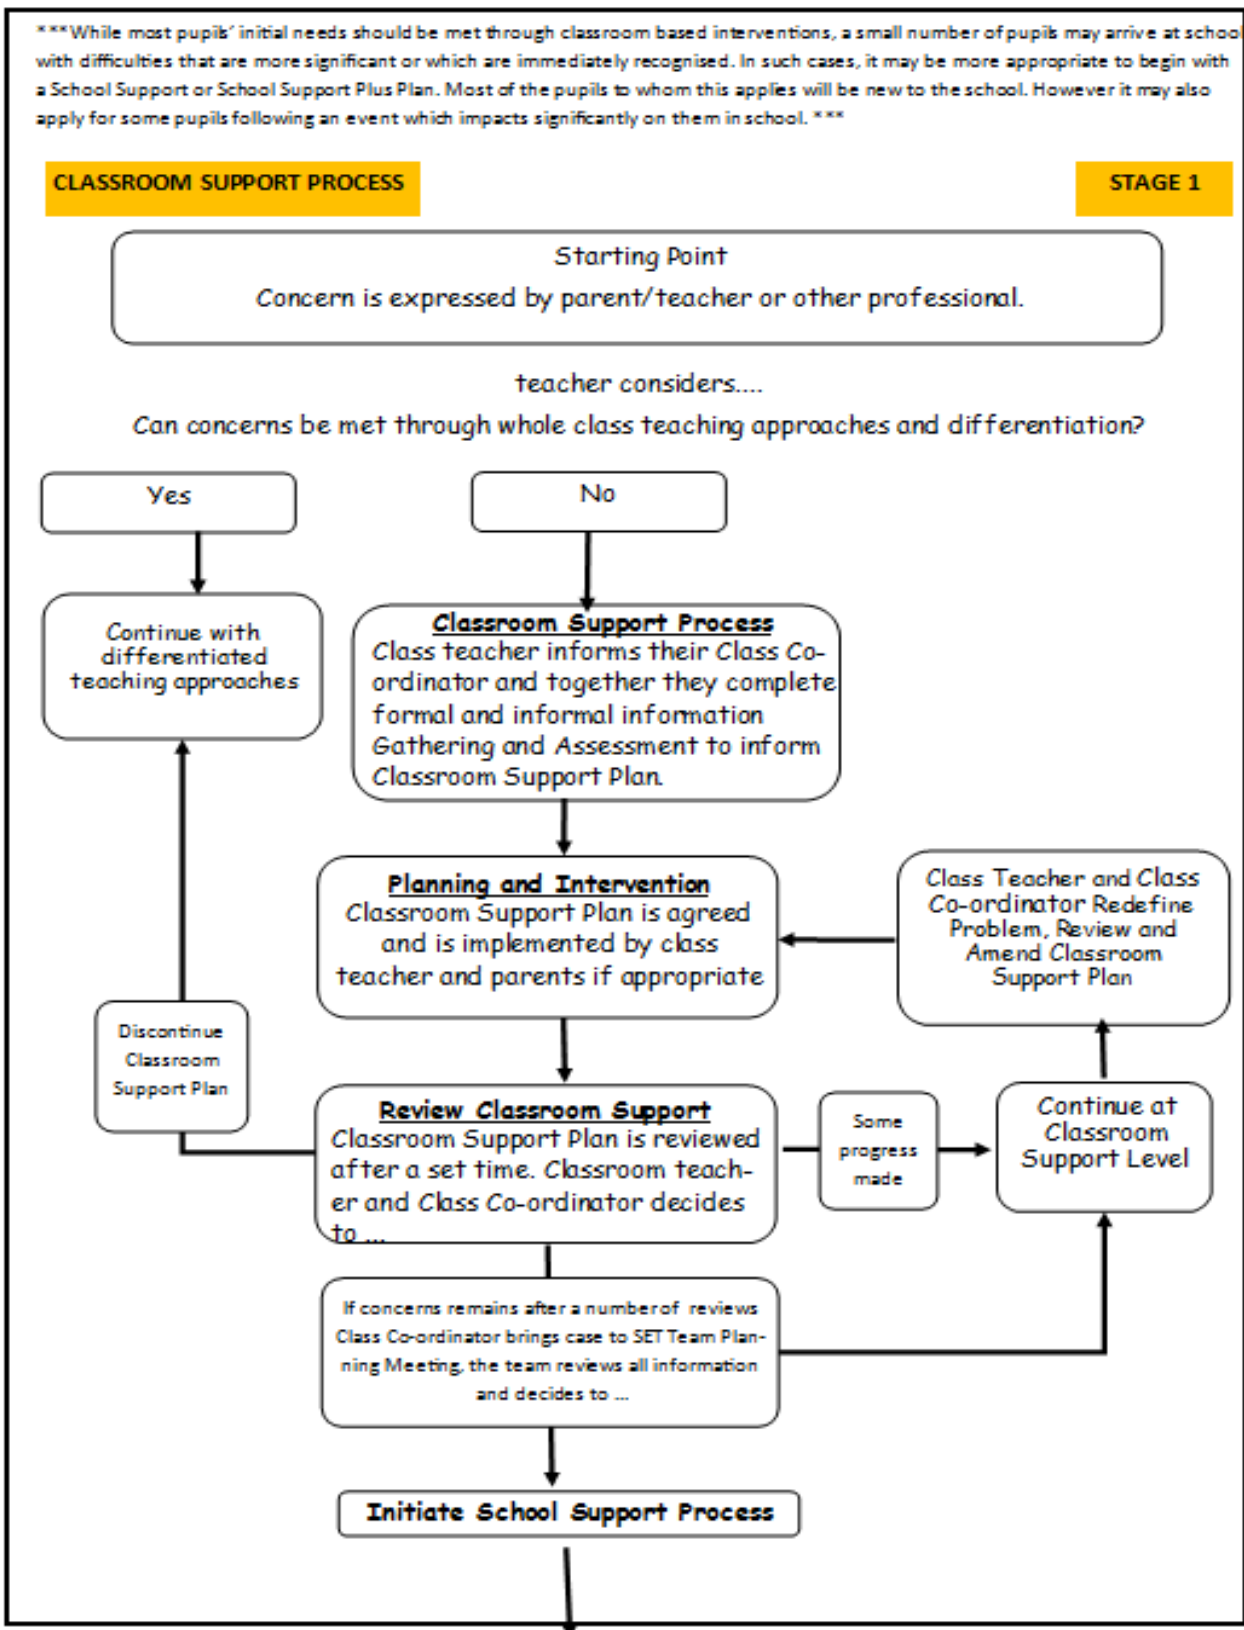 ***While most pupils' initial needs should be met through classroom based interventions, a small number of pupils may arrive at school
with difficulties that are more significant or which are immediately recognised. In such cases, it may be more appropriate to begin with
a School Support or School Support Plus Plan. Most of the pupils to whom this applies will be new to the school. However it may also
apply for some pupils following an event which impacts significantly on them in school. ***
CLASSROOM SUPPORT PROCESS
STAGE 1
Starting Point
Concern is expressed by parent/teacher or other professional.
teacher considers....
Can concerns be met through whole class teaching approaches and differentiation?
Yes
No
Continue with
differentiated
teaching approaches
Classroom Support Process
Class teacher informs their Class Co-
ordinator and together they complete
formal and informal information
Gathering and Assessment to inform
Classroom Support Plan.
Planning and Intervention
Classroom Support Plan is agreed
and is implemented by class
teacher and parents if appropriate
Class Teacher and Class
Co-ordinator Redefine
Problem, Review and
Amend Classroom
Support Plan
Discontinue
Classroom
Support Plan
Review Classroom Support
Classroom Support Plan is reviewed
after a set time. Classroom teach-
er and Class Co-ordinator decides
to ...
Some
progress
made
Continue at
Classroom
Support Level
If concerns remains after a number of reviews
Class Co-ordinator brings case to SET Team Plan-
ning Meeting, the team reviews all information
and decides to ...
Initiate School Support Process